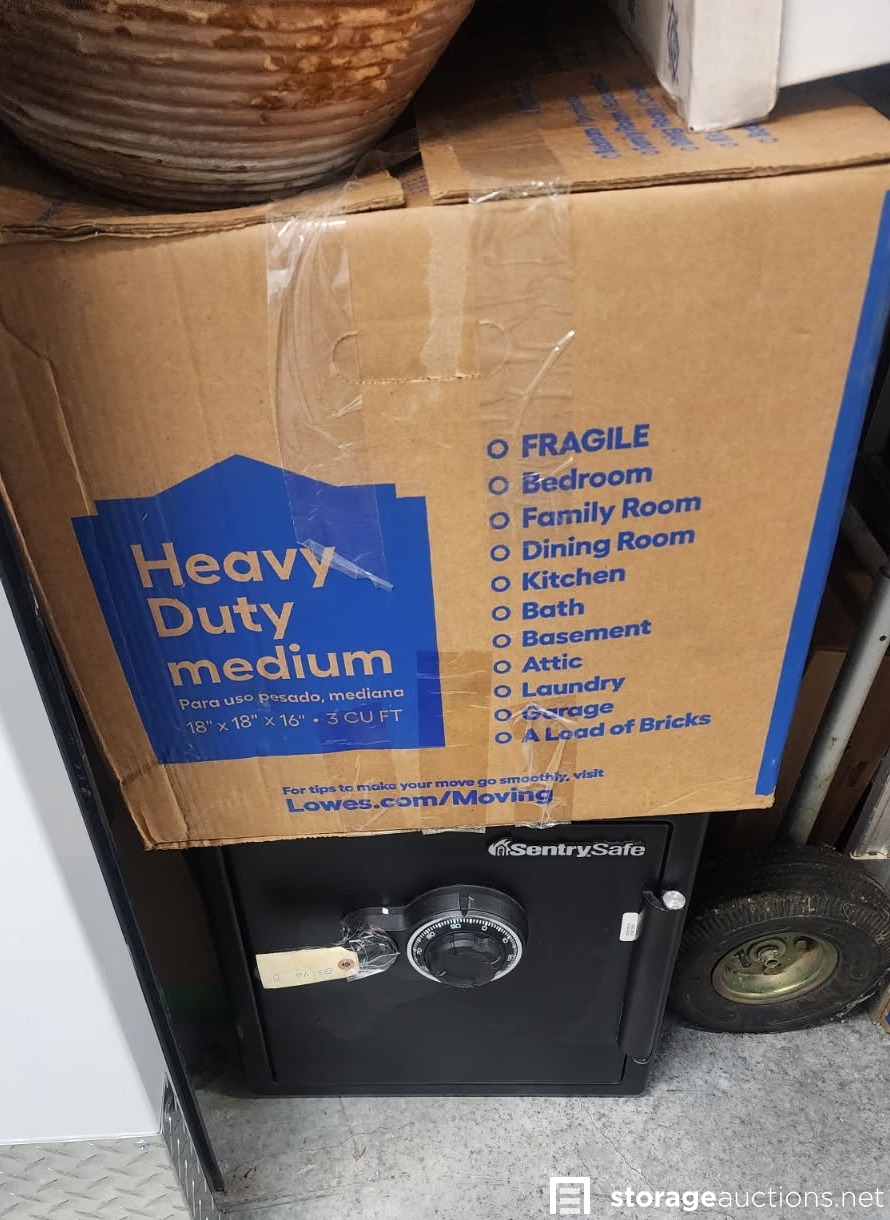 FRAGILE
Bedroom
Family Room
Dining Room
Kitchen
Bath
Basement
Attic
Laundry
Garage
A Load of Bricks
Heavy
Duty
medium
Para uso pesado, mediana
18" x 18" x 16" • 3 CU FT
For tips to make your move go smoothly, visit
Lowes.com/Moving
SentrySafe
storageauctions.net